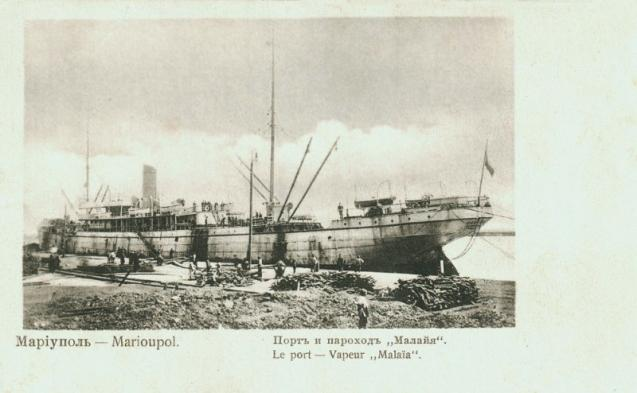 Маріуполь — Marioupol.
Портъ и пароходъ „Малайя“.
Le port — Vapeur „Malaïa“.